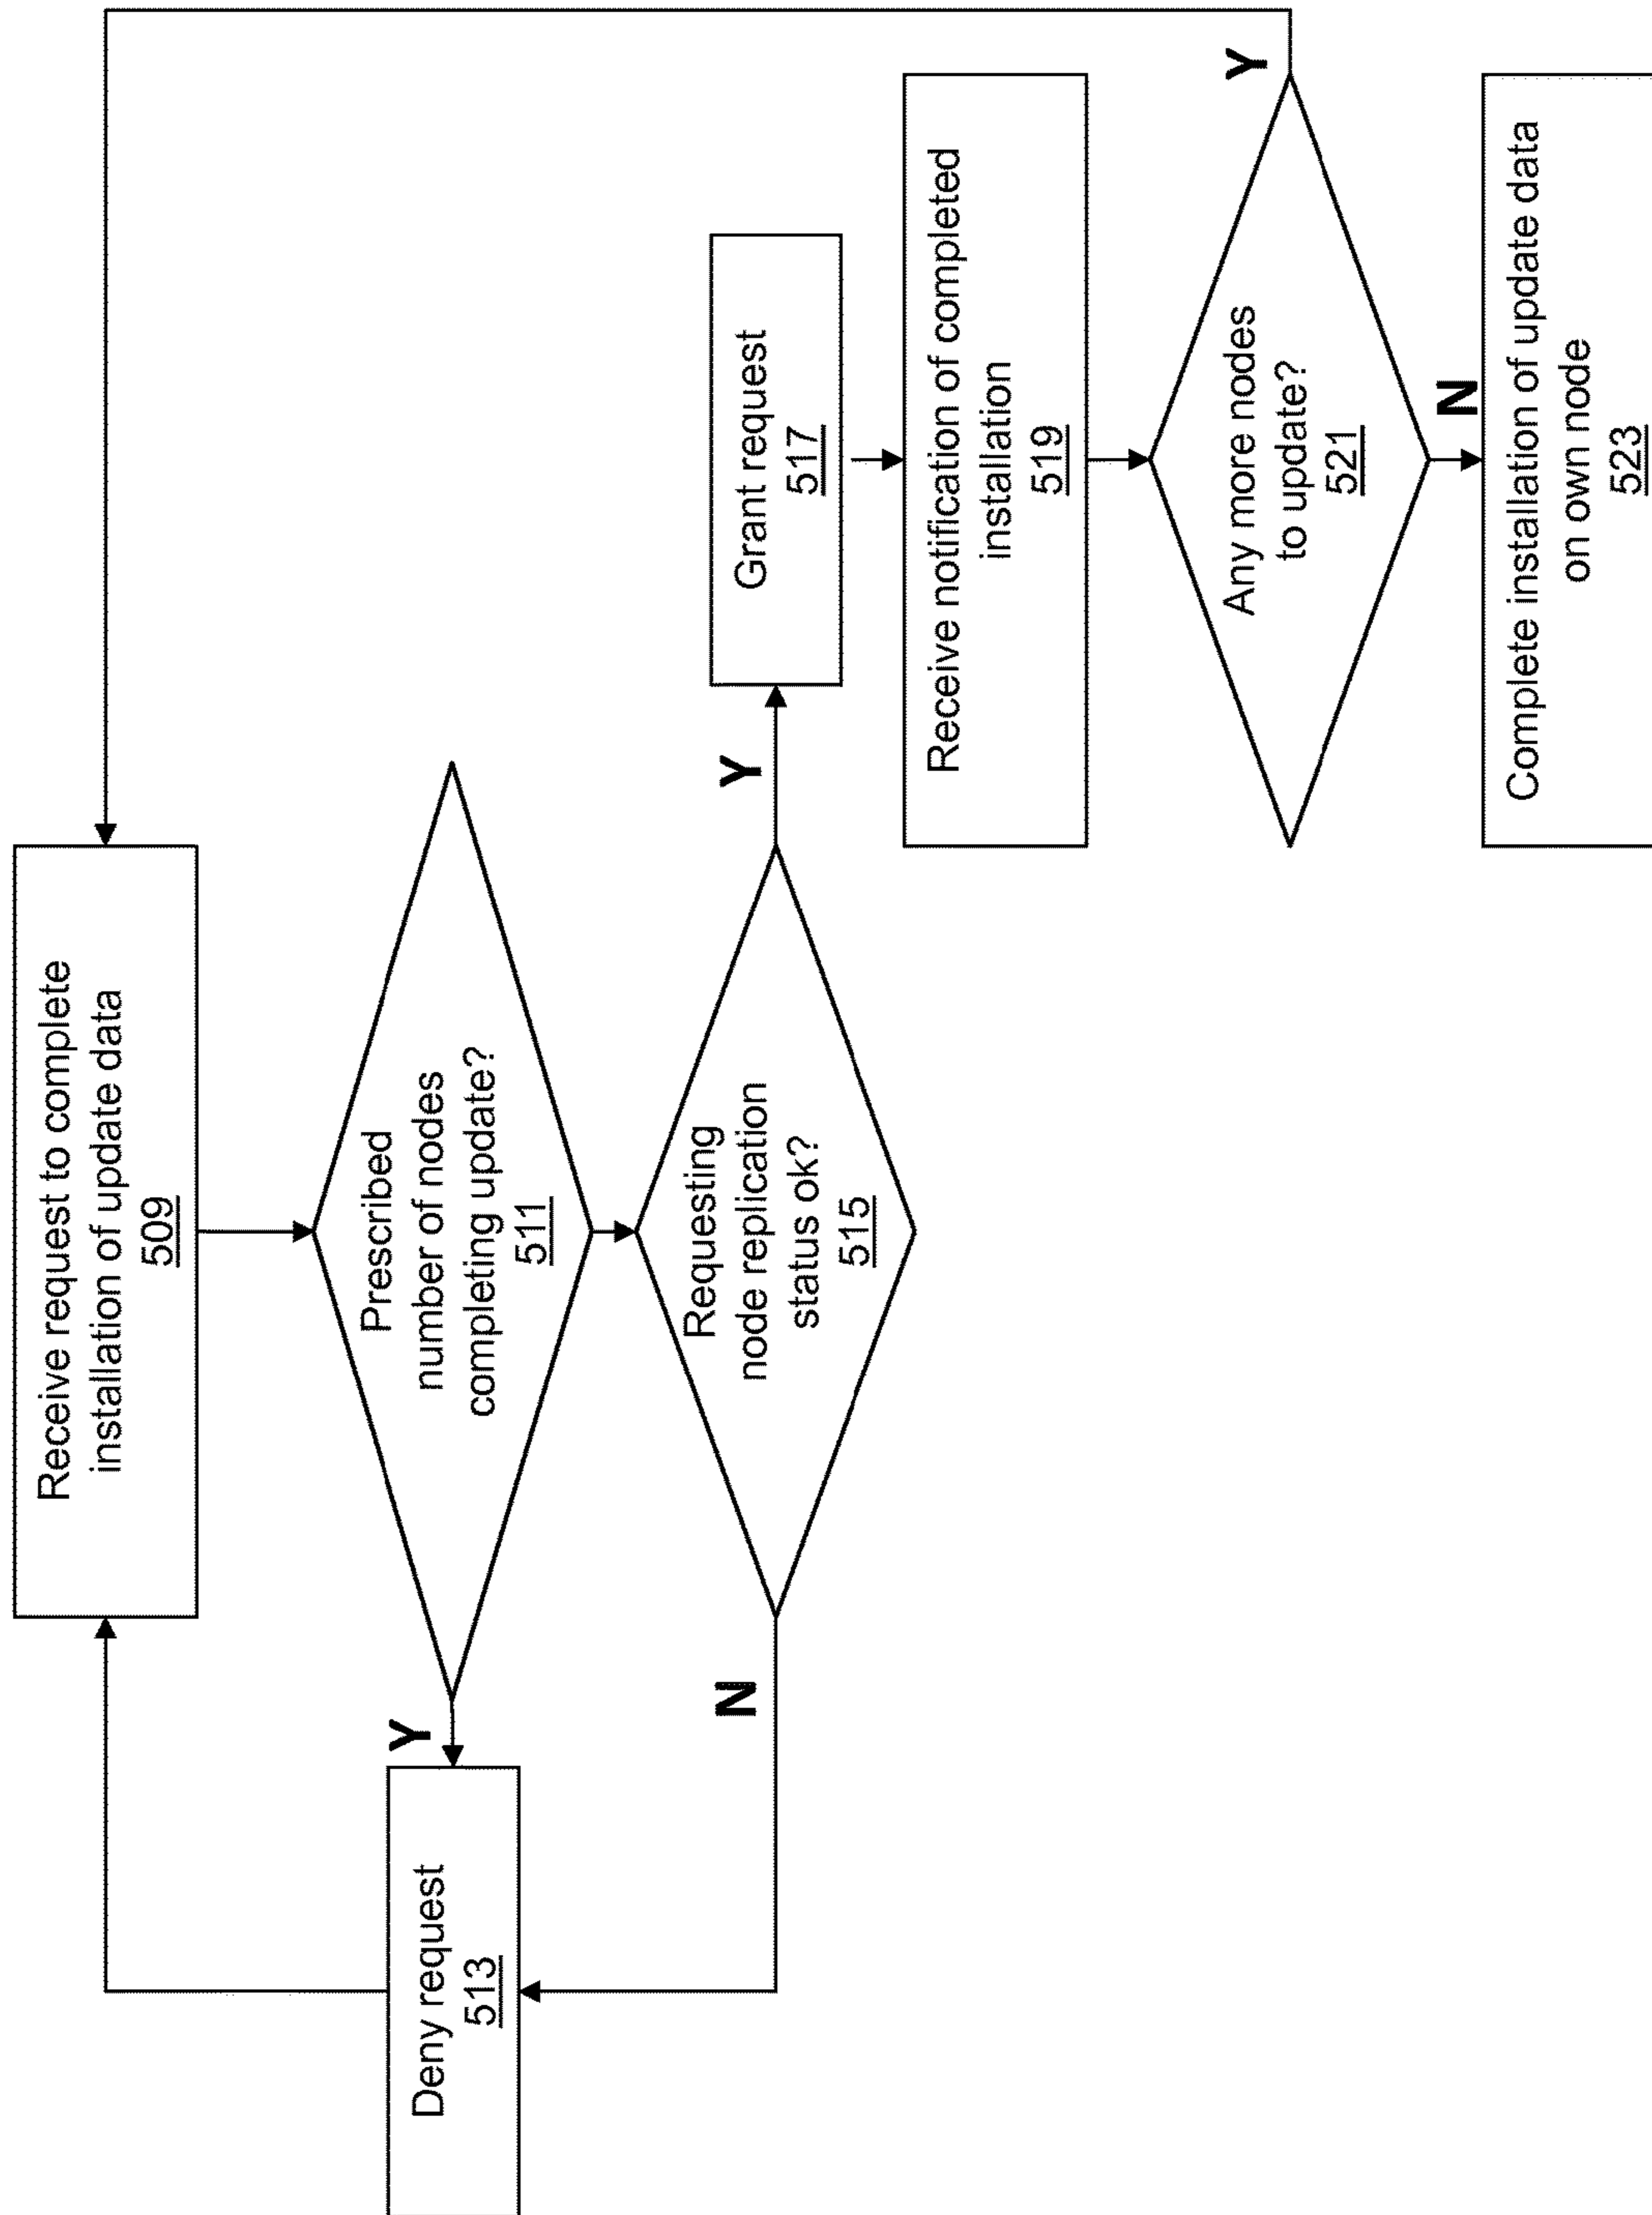 Receive request to complete
installation of update data
509
Prescribed
number of nodes
completing update?
511
Y
Deny request
513
Requesting
node replication
status ok?
515
N
Y
Grant request
517
Receive notification of completed
installation
519
Any more nodes
to update?
521
Y
N
Complete installation of update data
on own node
523